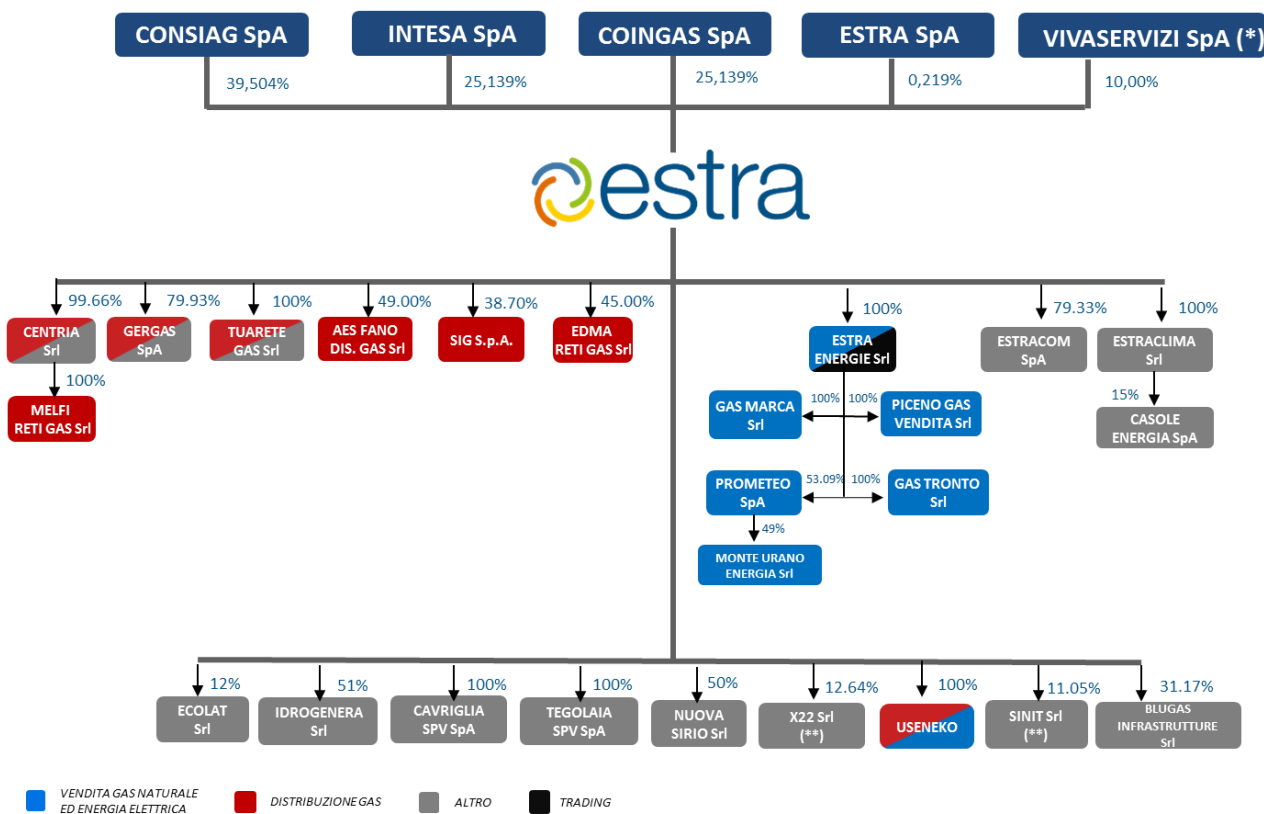 CONSIAG SpA
INTESA SpA
COINGAS SpA
ESTRA SpA
VIVASERVIZI SpA (*)
39,504%
25,139%
25,139%
0,219%
10,00%
estra
99.66%
79.93%
100%
49.00%
38.70%
45.00%
100%
79.33%
100%
CENTRIA
Srl
GERGAS
SpA
TUARETE
GAS Srl
AES FANO
DIS. GAS Srl
SIG S.p.A.
EDMA
RETI GAS Srl
ESTRA
ENERGIE Srl
ESTRACOM
SpA
ESTRACLIMA
Srl
100%
MELFI
RETI GAS Srl
GAS MARCA
Srl
100%
100%
PICENO GAS
VENDITA Srl
15%
CASOLE
ENERGIA SpA
PROMETEO
SpA
53.09%
100%
GAS TRONTO
Srl
49%
MONTE URANO
ENERGIA Srl
12%
51%
100%
100%
50%
12.64%
100%
11.05%
31.17%
ECOLAT
Srl
IDROGENERA
Srl
CAVRIGLIA
SPV SpA
TEGOLAIA
SPV SpA
NUOVA
SIRIO Srl
X22 Srl
(**)
USENEKO
SINIT Srl
(**)
BLUGAS
INFRASTRUTTURE
Srl
VENDITA GAS NATURALE
ED ENERGIA ELETTRICA
DISTRIBUZIONE GAS
ALTRO
TRADING